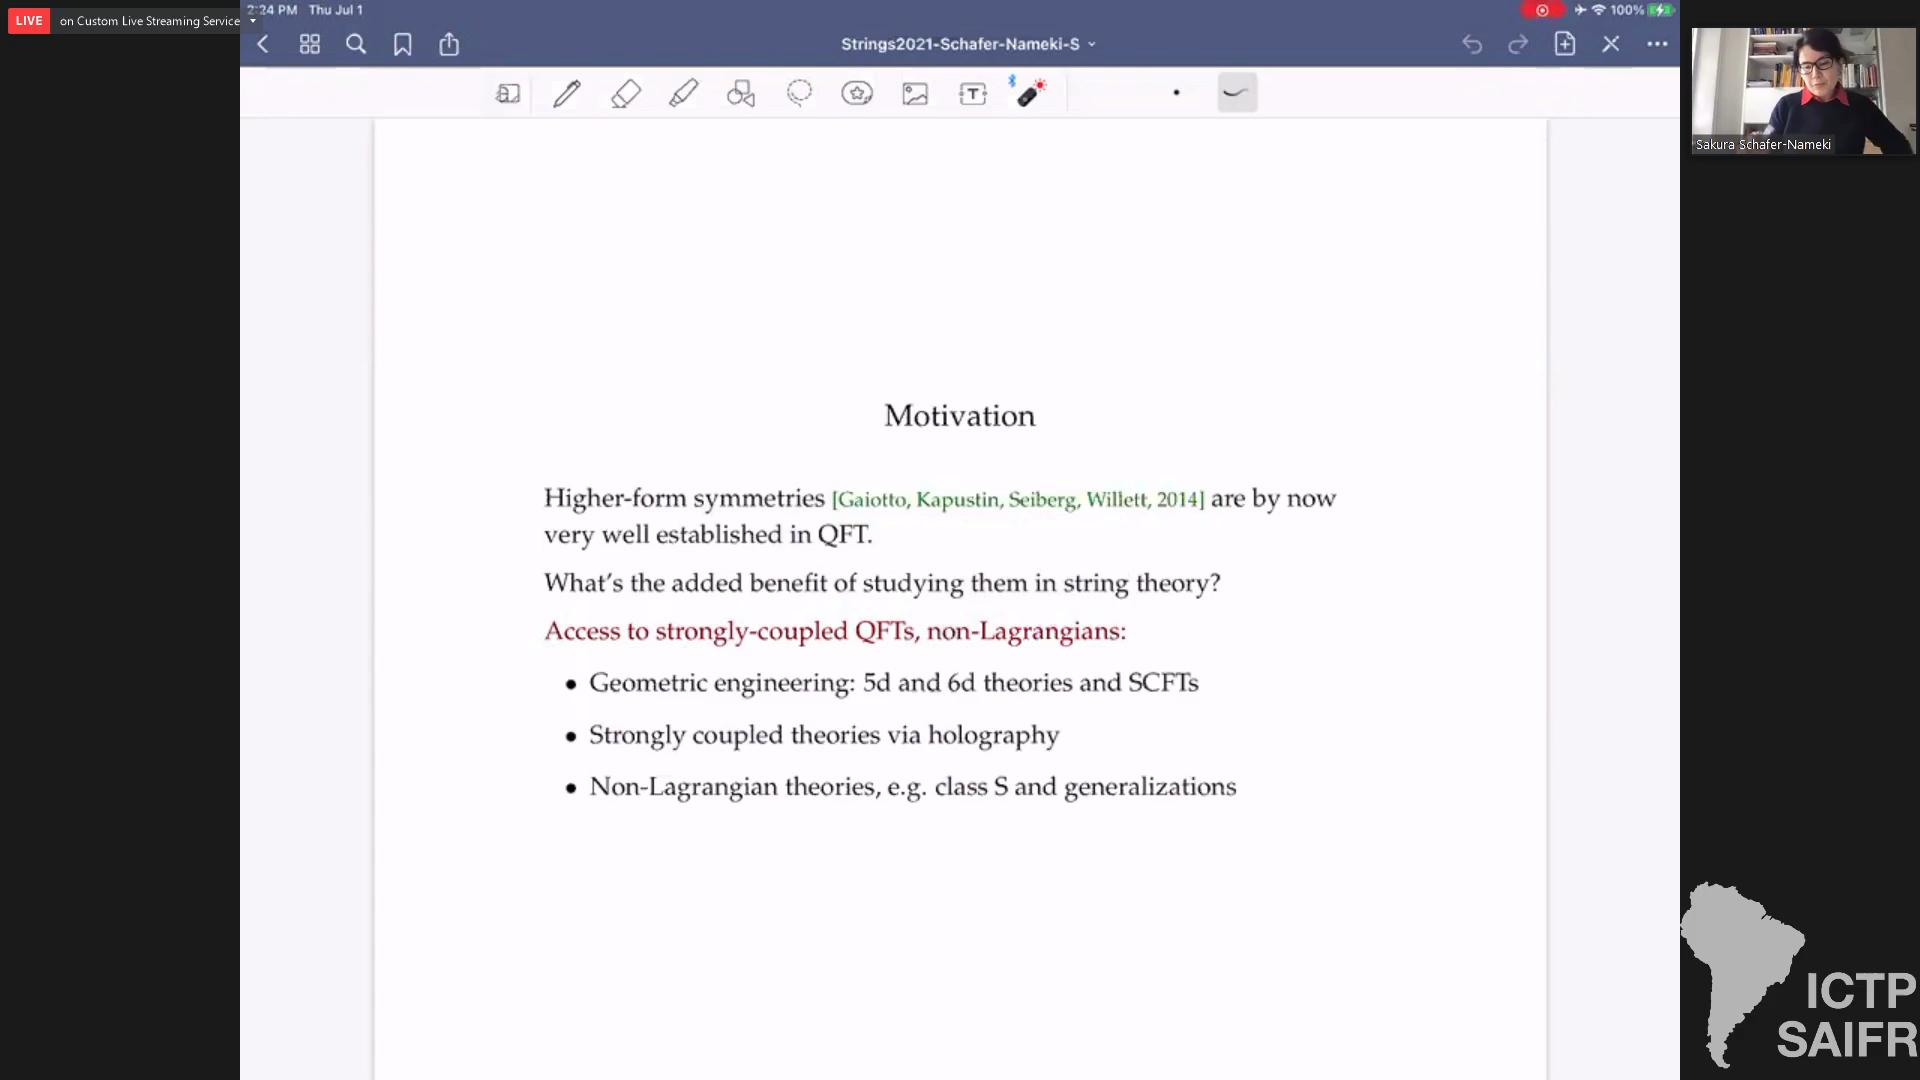 LIVE on Custom Live Streaming Service
2:24 PM Thu Jul 1
100%
Strings2021-Schafer-Nameki-S
T
Sakura Schafer-Nameki
Motivation
Higher-form symmetries [Gaiotto, Kapustin, Seiberg, Willett, 2014] are by now
very well established in QFT.
What's the added benefit of studying them in string theory?
Access to strongly-coupled QFTs, non-Lagrangians:
• Geometric engineering: 5d and 6d theories and SCFTs
• Strongly coupled theories via holography
• Non-Lagrangian theories, e.g. class S and generalizations
ICTP
SAIFR